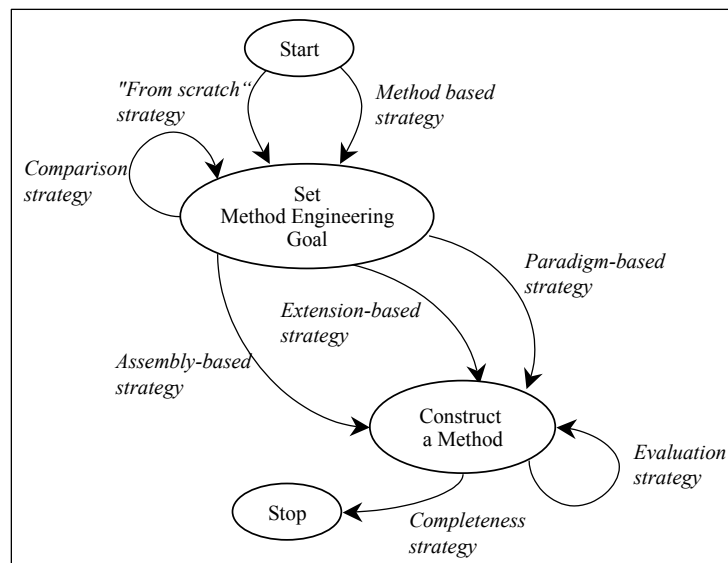 Start
"From scratch“
strategy
Method based
strategy
Comparison
strategy
Set
Method Engineering
Goal
Paradigm-based
strategy
Extension-based
strategy
Assembly-based
strategy
Construct
a Method
Evaluation
strategy
Stop
Completeness
strategy